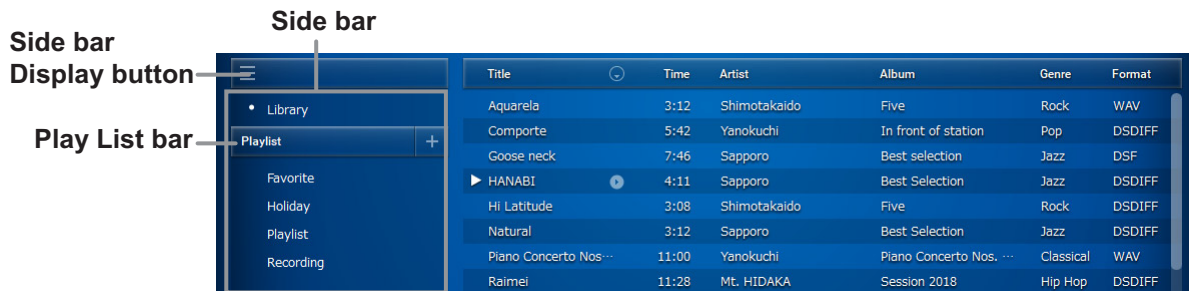 Side bar
Side bar
Display button
Play List bar
Library
Playlist
+
Favorite
Holiday
Playlist
Recording
Title Time Artist Album Genre Format
Aquarela 3:12 Shimotakaido Five Rock WAV
Comporte 5:42 Yanokuchi In front of station Pop DSDIFF
Goose neck 7:46 Sapporo Best selection Jazz DSF
HANABI 4:11 Sapporo Best Selection Jazz DSDIFF
Hi Latitude 3:08 Shimotakaido Five Rock DSDIFF
Natural 3:12 Sapporo Best Selection Jazz DSDIFF
Piano Concerto Nos··· 11:00 Yanokuchi Piano Concerto Nos. ··· Classical WAV
Raimei 11:28 Mt. HIDAKA Session 2018 Hip Hop DSDIFF